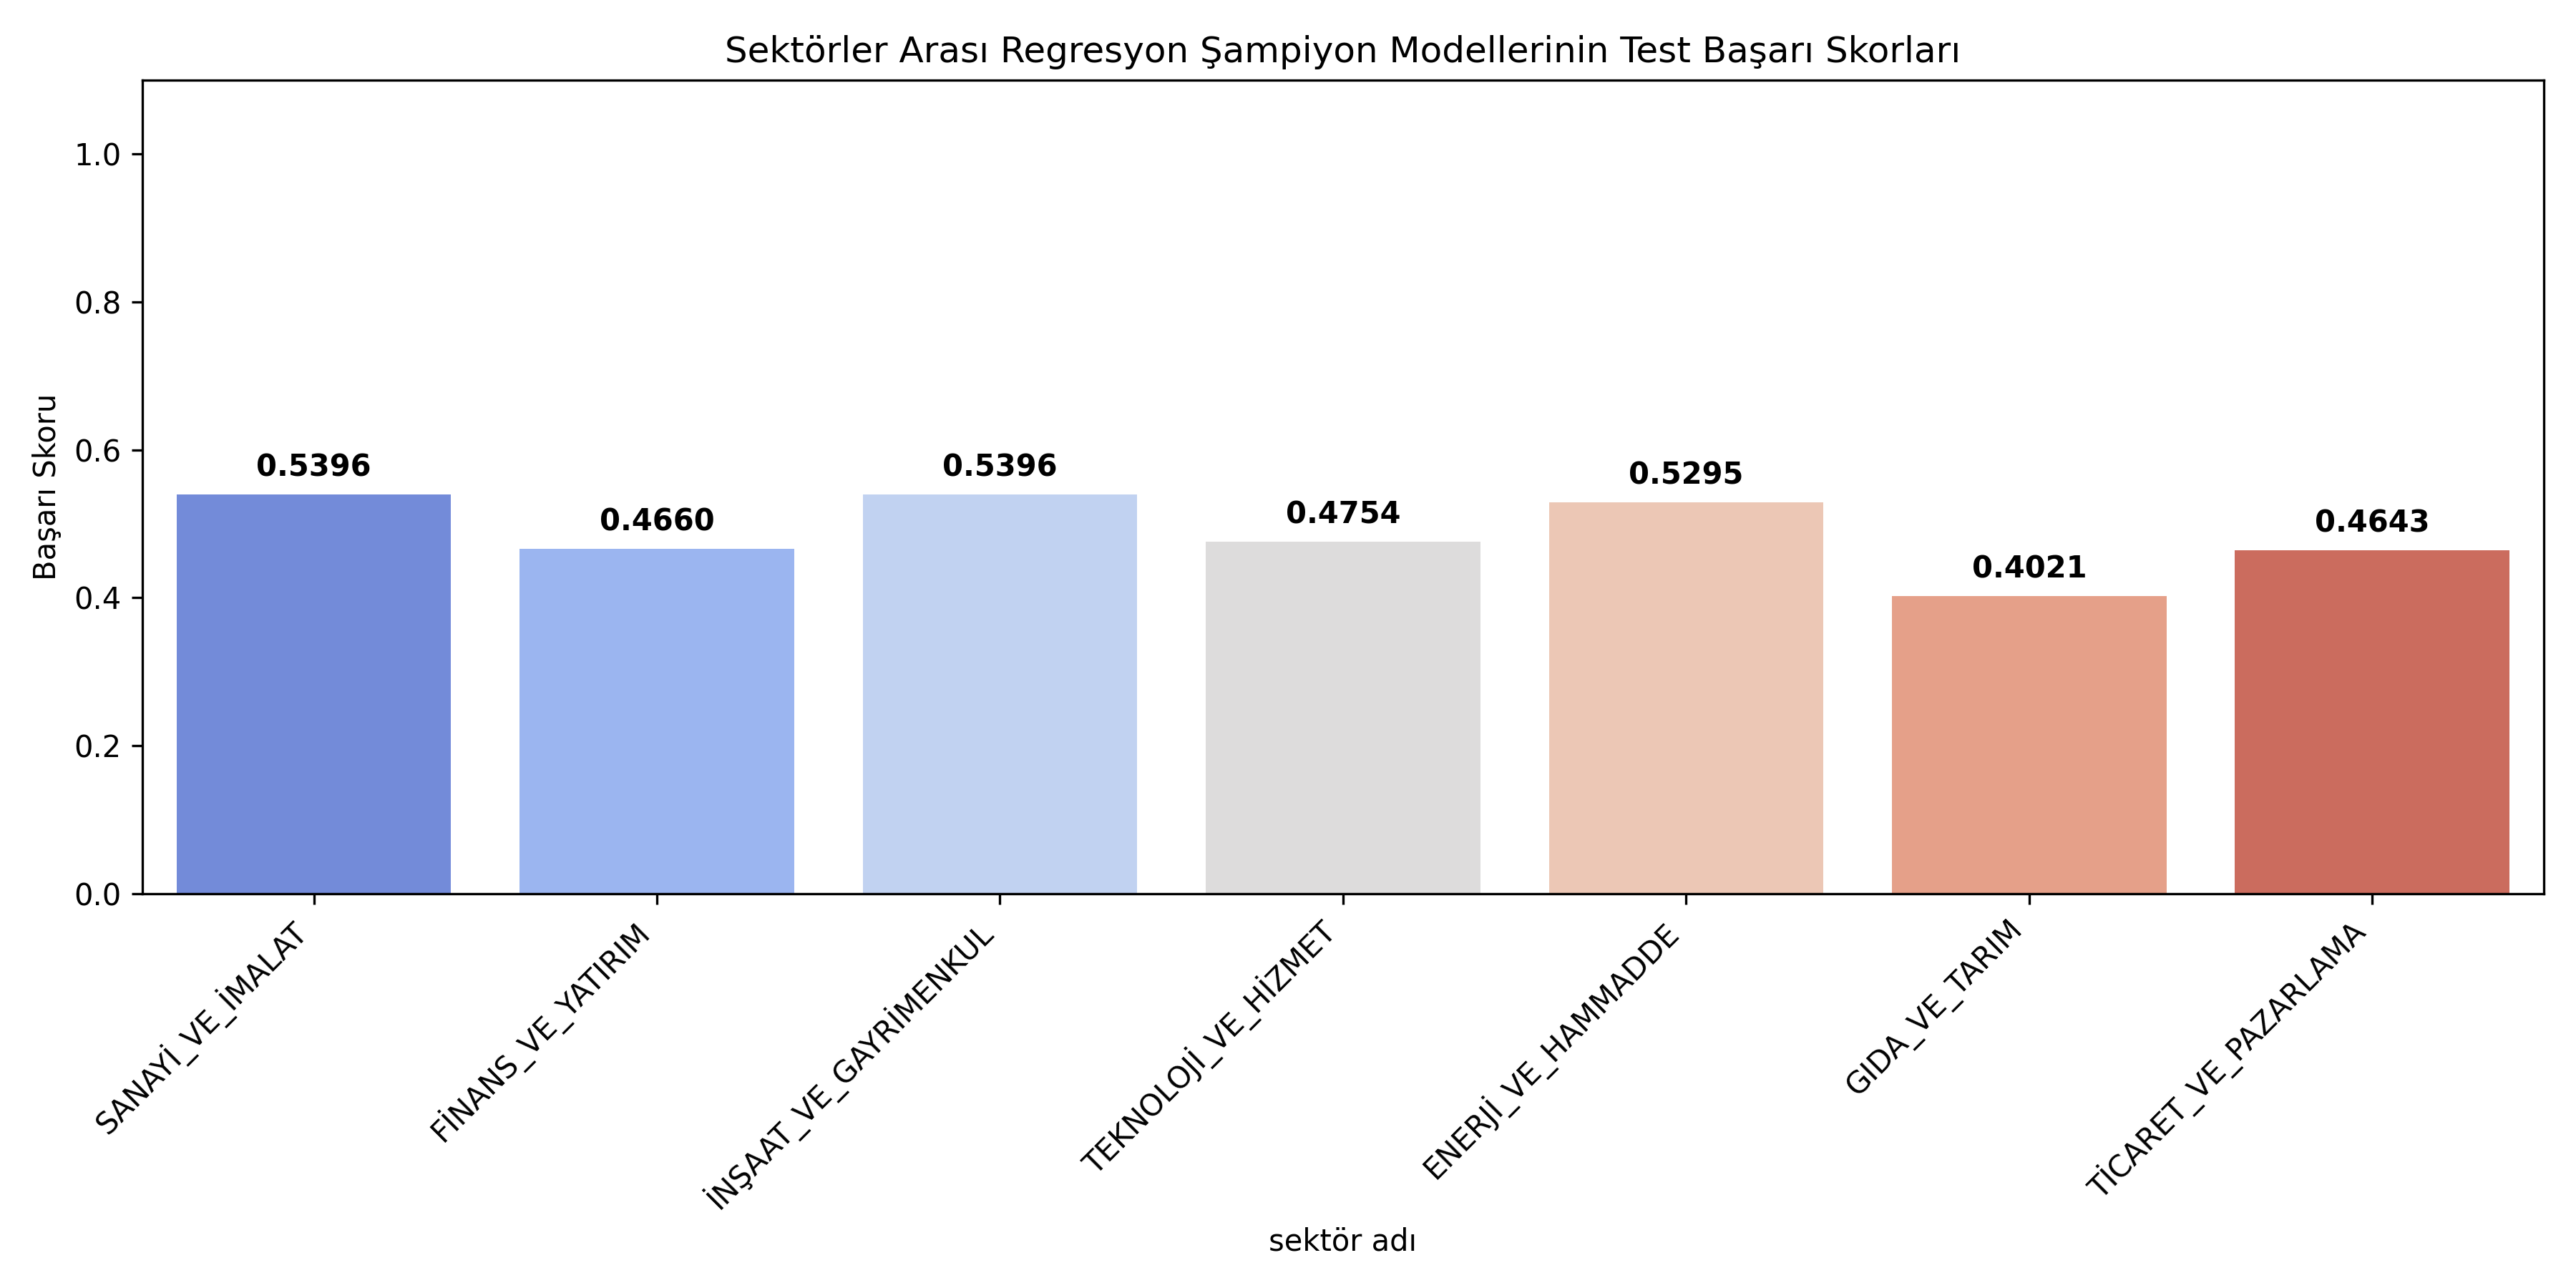 Sektörler Arası Regresyon Şampiyon Modellerinin Test Başarı Skorları
Başarı Skoru
1.0
0.8
0.6
0.4
0.2
0.0
0.5396
0.4660
0.5396
0.4754
0.5295
0.4021
0.4643
SANAYİ_VE_İMALAT
FİNANS_VE_YATIRIM
İNŞAAT_VE_GAYRİMENKUL
TEKNOLOJİ_VE_HİZMET
ENERJİ_VE_HAMMADDE
GIDA_VE_TARIM
TİCARET_VE_PAZARLAMA
sektör adı